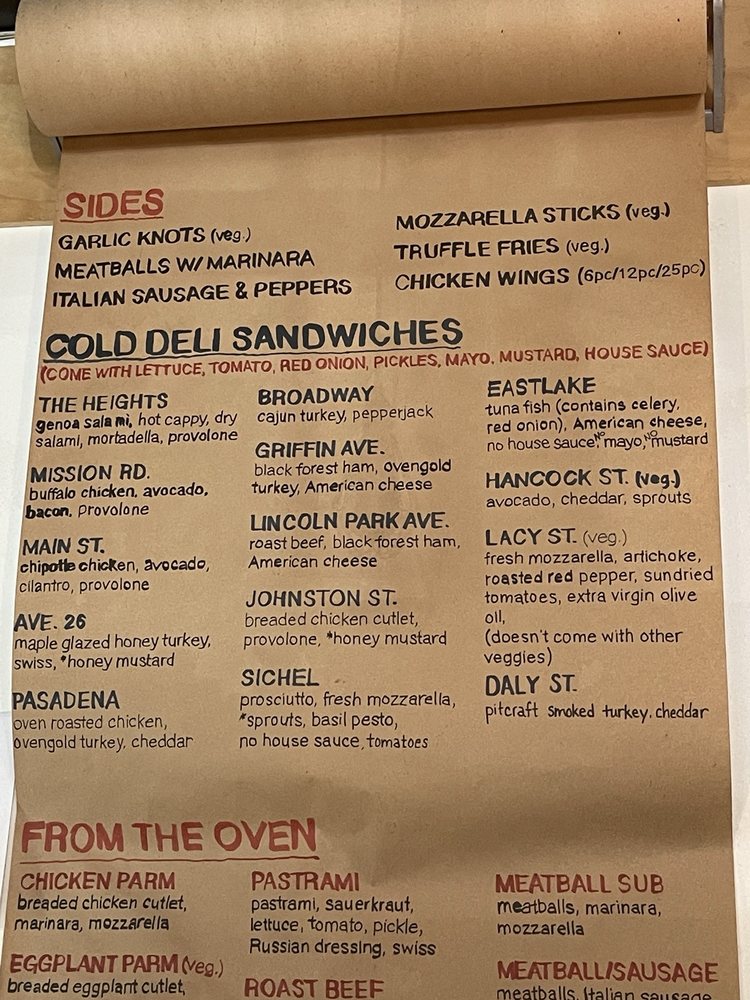 SIDES
GARLIC KNOTS (veg.)
MEATBALLS W/ MARINARA
ITALIAN SAUSAGE & PEPPERS
MOZZARELLA STICKS (veg.)
TRUFFLE FRIES (veg.)
CHICKEN WINGS (6pc/12pc/25pc)
COLD DELI SANDWICHES
(COME WITH LETTUCE, TOMATO, RED ONION, PICKLES, MAYO, MUSTARD, HOUSE SAUCE)
THE HEIGHTS
genoa salami, hot cappy, dry
salami, mortadella, provolone
MISSION RD.
buffalo chicken, avocado,
bacon, provolone
MAIN ST.
chipotle chicken, avocado,
cilantro, provolone
AVE. 26
maple glazed honey turkey,
swiss, *honey mustard
PASADENA
oven roasted chicken,
ovengold turkey, cheddar
BROADWAY
cajun turkey, pepperjack
GRIFFIN AVE.
black forest ham, ovengold
turkey, American cheese
LINCOLN PARK AVE.
roast beef, black forest ham,
American cheese
JOHNSTON ST.
breaded chicken cutlet,
provolone, *honey mustard
SICHEL
prosciutto, fresh mozzarella,
*sprouts, basil pesto,
no house sauce, tomatoes
EASTLAKE
tuna fish (contains celery,
red onion), American cheese,
no house sauce, NO mayo, NO mustard
HANCOCK ST. (veg.)
avocado, cheddar, sprouts
LACY ST. (veg.)
fresh mozzarella, artichoke,
roasted red pepper, sundried
tomatoes, extra virgin olive
oil,
(doesn't come with other
veggies)
DALY ST.
pitcraft smoked turkey, cheddar
FROM THE OVEN
CHICKEN PARM
breaded chicken cutlet,
marinara, mozzarella
EGGPLANT PARM (veg.)
breaded eggplant cutlet,
PASTRAMI
pastrami, sauerkraut,
lettuce, tomato, pickle,
Russian dressing, swiss
ROAST BEEF
MEATBALL SUB
meatballs, marinara,
mozzarella
MEATBALL/SAUSAGE
meatballs, Italian sausage